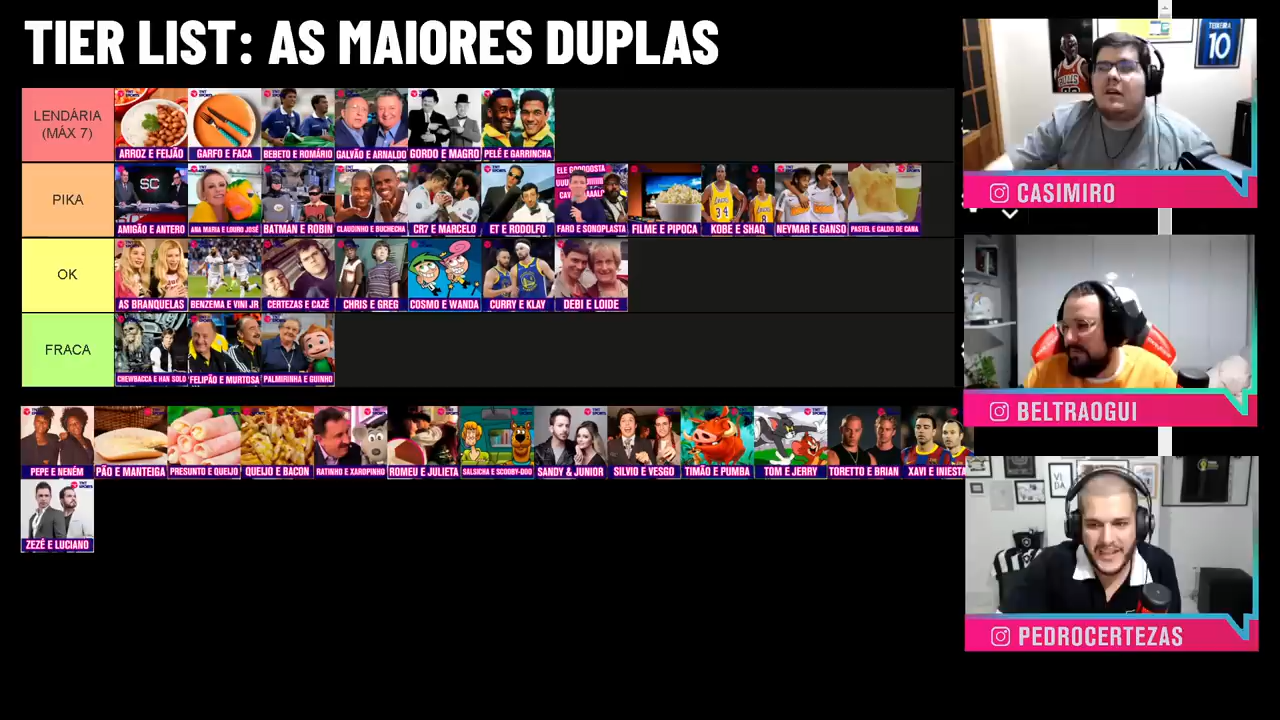 TIER LIST: AS MAIORES DUPLAS
LENDÁRIA
(MÁX 7)
ARROZ E FEIJÃO
GARFO E FACA
BEBETO E ROMÁRIO
GALVÃO E ARNALDO
GORDO E MAGRO
PELÉ E GARRINCHA
PIKA
SC
AMIGÃO E ANTERO
ANA MARIA E LOURO JOSÉ
BATMAN E ROBIN
CLAUDINHO E BUCHECHA
CR7 E MARCELO
ET E RODOLFO
FARO E SONOPLASTA
FILME E PIPOCA
KOBE E SHAQ
NEYMAR E GANSO
PASTEL E CALDO DE CANA
OK
AS BRANQUELAS
BENZEMA E VINI JR
CERTEZAS E CAZÉ
CHRIS E GREG
COSMO E WANDA
CURRY E KLAY
DEBI E LOIDE
FRACA
CHEWBACCA E HAN SOLO
FELIPÃO E MURTOSA
PALMIRINHA E GUINHO
PEPE E NENÉM
PÃO E MANTEIGA
PRESUNTO E QUEIJO
QUEIJO E BACON
RATINHO E XAROPINHO
ROMEU E JULIETA
SALSICHA E SCOOBY-DOO
SANDY & JUNIOR
SILVIO E VESGO
TIMÃO E PUMBA
TOM E JERRY
TORETTO E BRIAN
XAVI E INIESTA
ZEZÉ E LUCIANO
TEIXEIRA
10
CASIMIRO
BELTRAOGUI
VI
DA
PEDROCERTEZAS